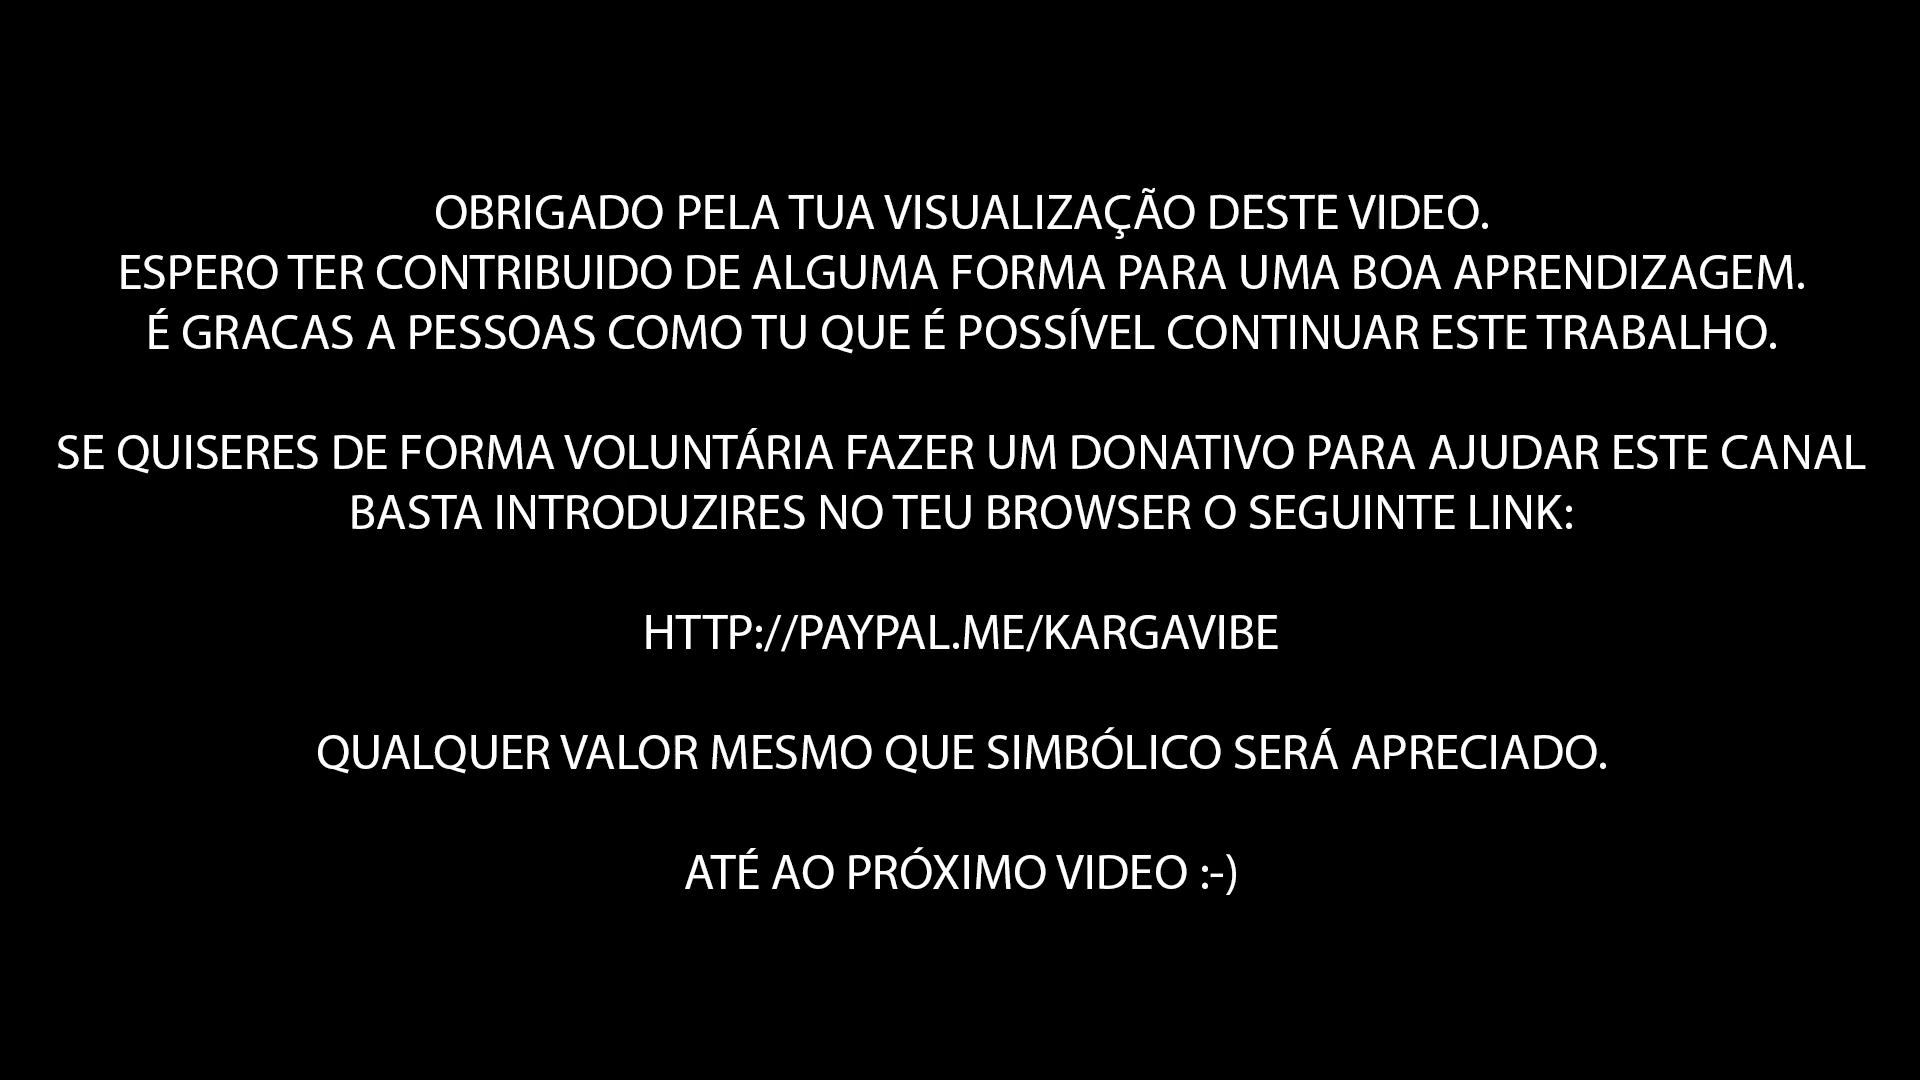 OBRIGADO PELA TUA VISUALIZAÇÃO DESTE VIDEO.
ESPERO TER CONTRIBUIDO DE ALGUMA FORMA PARA UMA BOA APRENDIZAGEM.
É GRACAS A PESSOAS COMO TU QUE É POSSÍVEL CONTINUAR ESTE TRABALHO.
SE QUISERES DE FORMA VOLUNTÁRIA FAZER UM DONATIVO PARA AJUDAR ESTE CANAL
BASTA INTRODUZIRES NO TEU BROWSER O SEGUINTE LINK:
HTTP://PAYPAL.ME/KARGAVIBE
QUALQUER VALOR MESMO QUE SIMBÓLICO SERÁ APRECIADO.
ATÉ AO PRÓXIMO VIDEO :-)